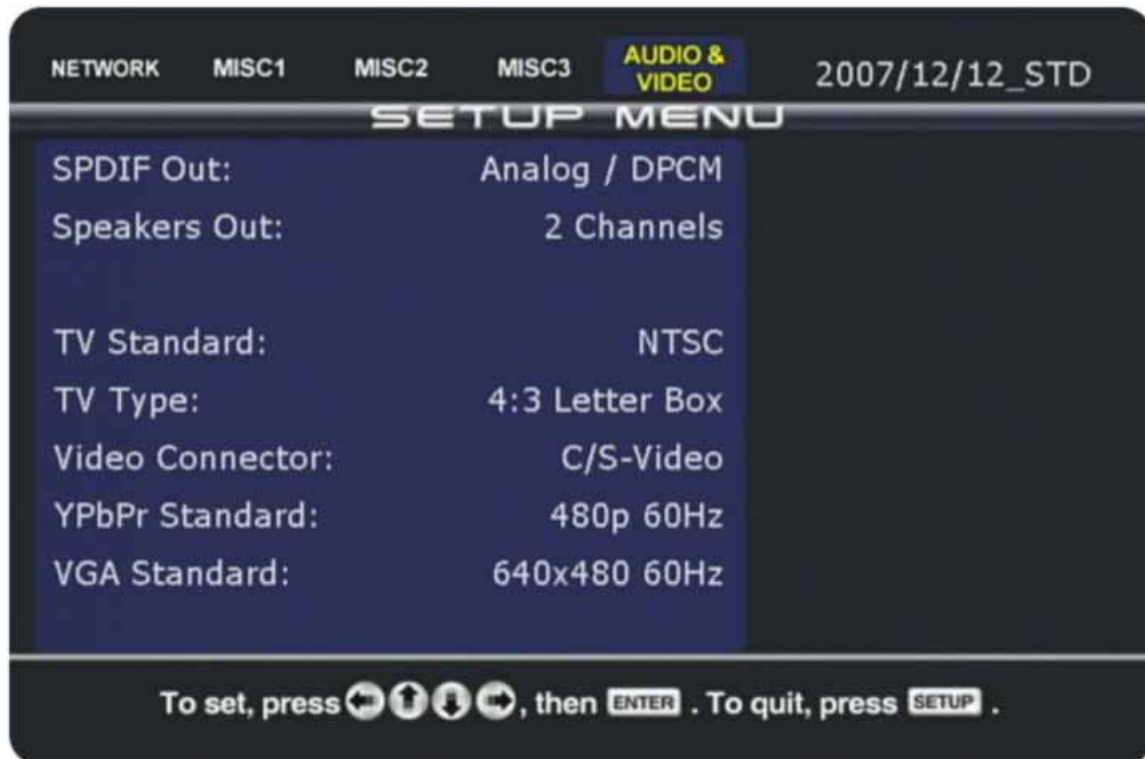 NETWORK MISC1 MISC2 MISC3 AUDIO & VIDEO 2007/12/12_STD
SETUP MENU
SPDIF Out: Analog / DPCM
Speakers Out: 2 Channels
TV Standard: NTSC
TV Type: 4:3 Letter Box
Video Connector: C/S-Video
YPbPr Standard: 480p 60Hz
VGA Standard: 640x480 60Hz
To set, press , then ENTER . To quit, press SETUP .